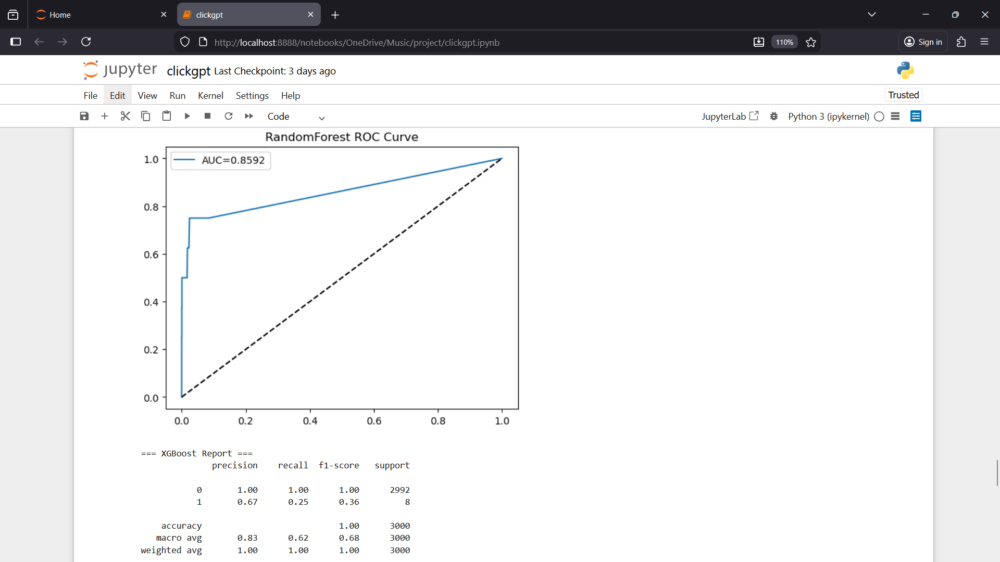 Home
clickgpt
http://localhost:8888/notebooks/OneDrive/Music/project/clickgpt.ipynb
110%
Sign in
jupyter clickgpt Last Checkpoint: 3 days ago
File Edit View Run Kernel Settings Help
Trusted
Code
JupyterLab
Python 3 (ipykernel)
RandomForest ROC Curve
AUC=0.8592
1.0
0.8
0.6
0.4
0.2
0.0
0.0 0.2 0.4 0.6 0.8 1.0
=== XGBoost Report ===
precision recall f1-score support
0 1.00 1.00 1.00 2992
1 0.67 0.25 0.36 8
accuracy 1.00 3000
macro avg 0.83 0.62 0.68 3000
weighted avg 1.00 1.00 1.00 3000